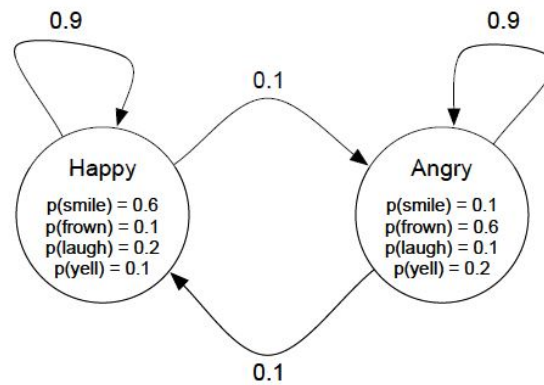 0.9
0.9
0.1
Happy
p(smile) = 0.6
p(frown) = 0.1
p(laugh) = 0.2
p(yell) = 0.1
Angry
p(smile) = 0.1
p(frown) = 0.6
p(laugh) = 0.1
p(yell) = 0.2
0.1